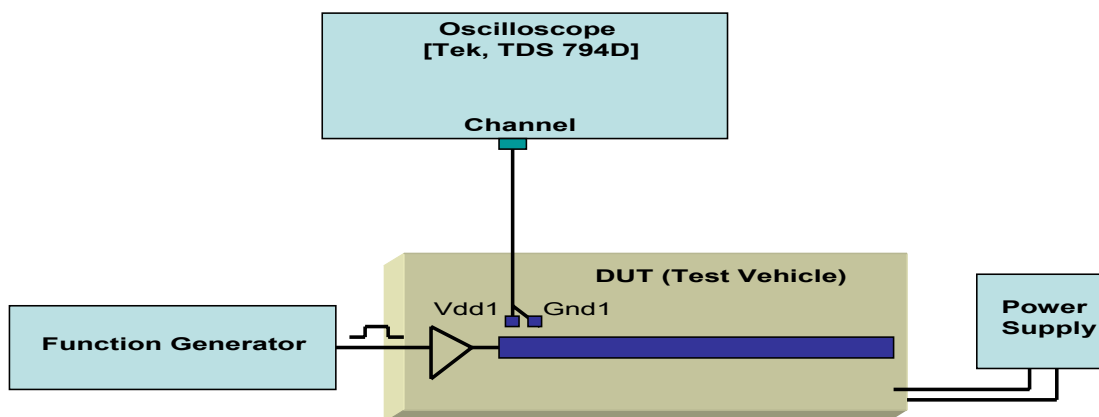 Oscilloscope
[Tek, TDS 794D]
Channel
DUT (Test Vehicle)
Vdd1 Gnd1
Function Generator
Power
Supply